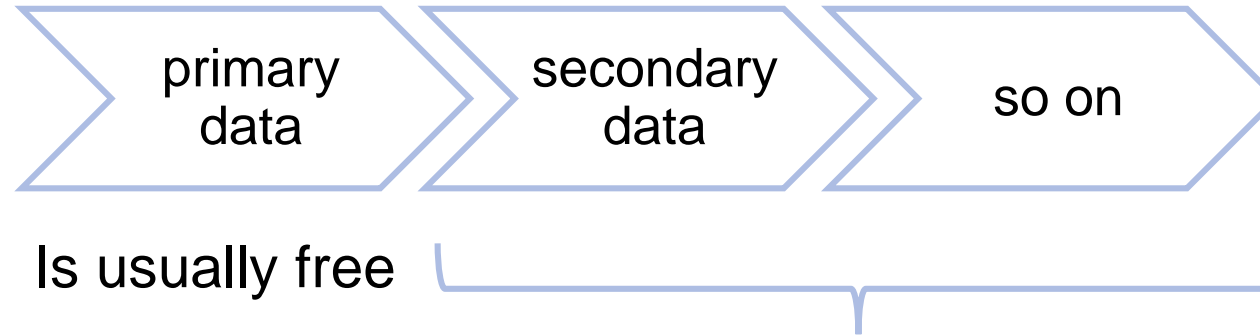 primary
data
secondary
data
so on
Is usually free